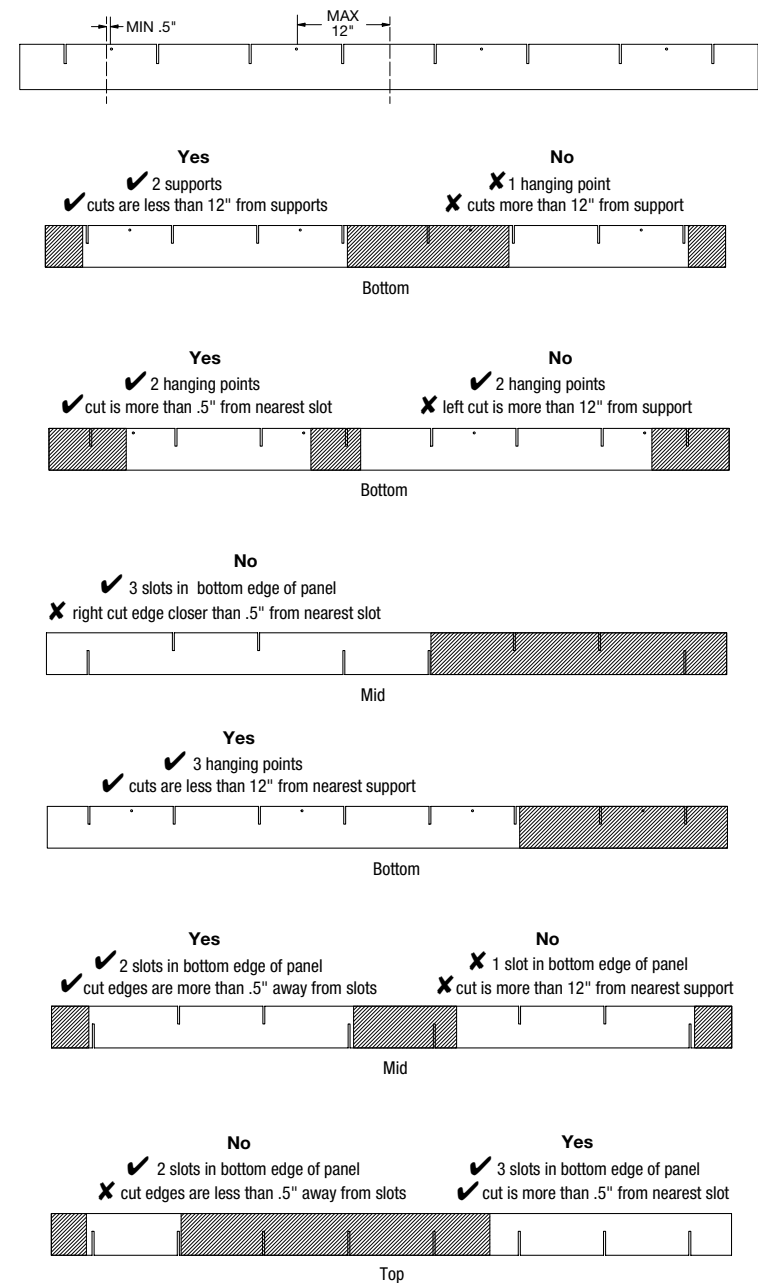 MIN .5"
MAX
12"
Yes
✔ 2 supports
✔ cuts are less than 12" from supports
No
✘ 1 hanging point
✘ cuts more than 12" from support
Bottom
Yes
✔ 2 hanging points
✔ cut is more than .5" from nearest slot
No
✔ 2 hanging points
✘ left cut is more than 12" from support
Bottom
No
✔ 3 slots in bottom edge of panel
✘ right cut edge closer than .5" from nearest slot
Mid
Yes
✔ 3 hanging points
✔ cuts are less than 12" from nearest support
Bottom
Yes
✔ 2 slots in bottom edge of panel
✔ cut edges are more than .5" away from slots
No
✘ 1 slot in bottom edge of panel
✘ cut is more than 12" from nearest support
Mid
No
✔ 2 slots in bottom edge of panel
✘ cut edges are less than .5" away from slots
Yes
✔ 3 slots in bottom edge of panel
✔ cut is more than .5" from nearest slot
Top